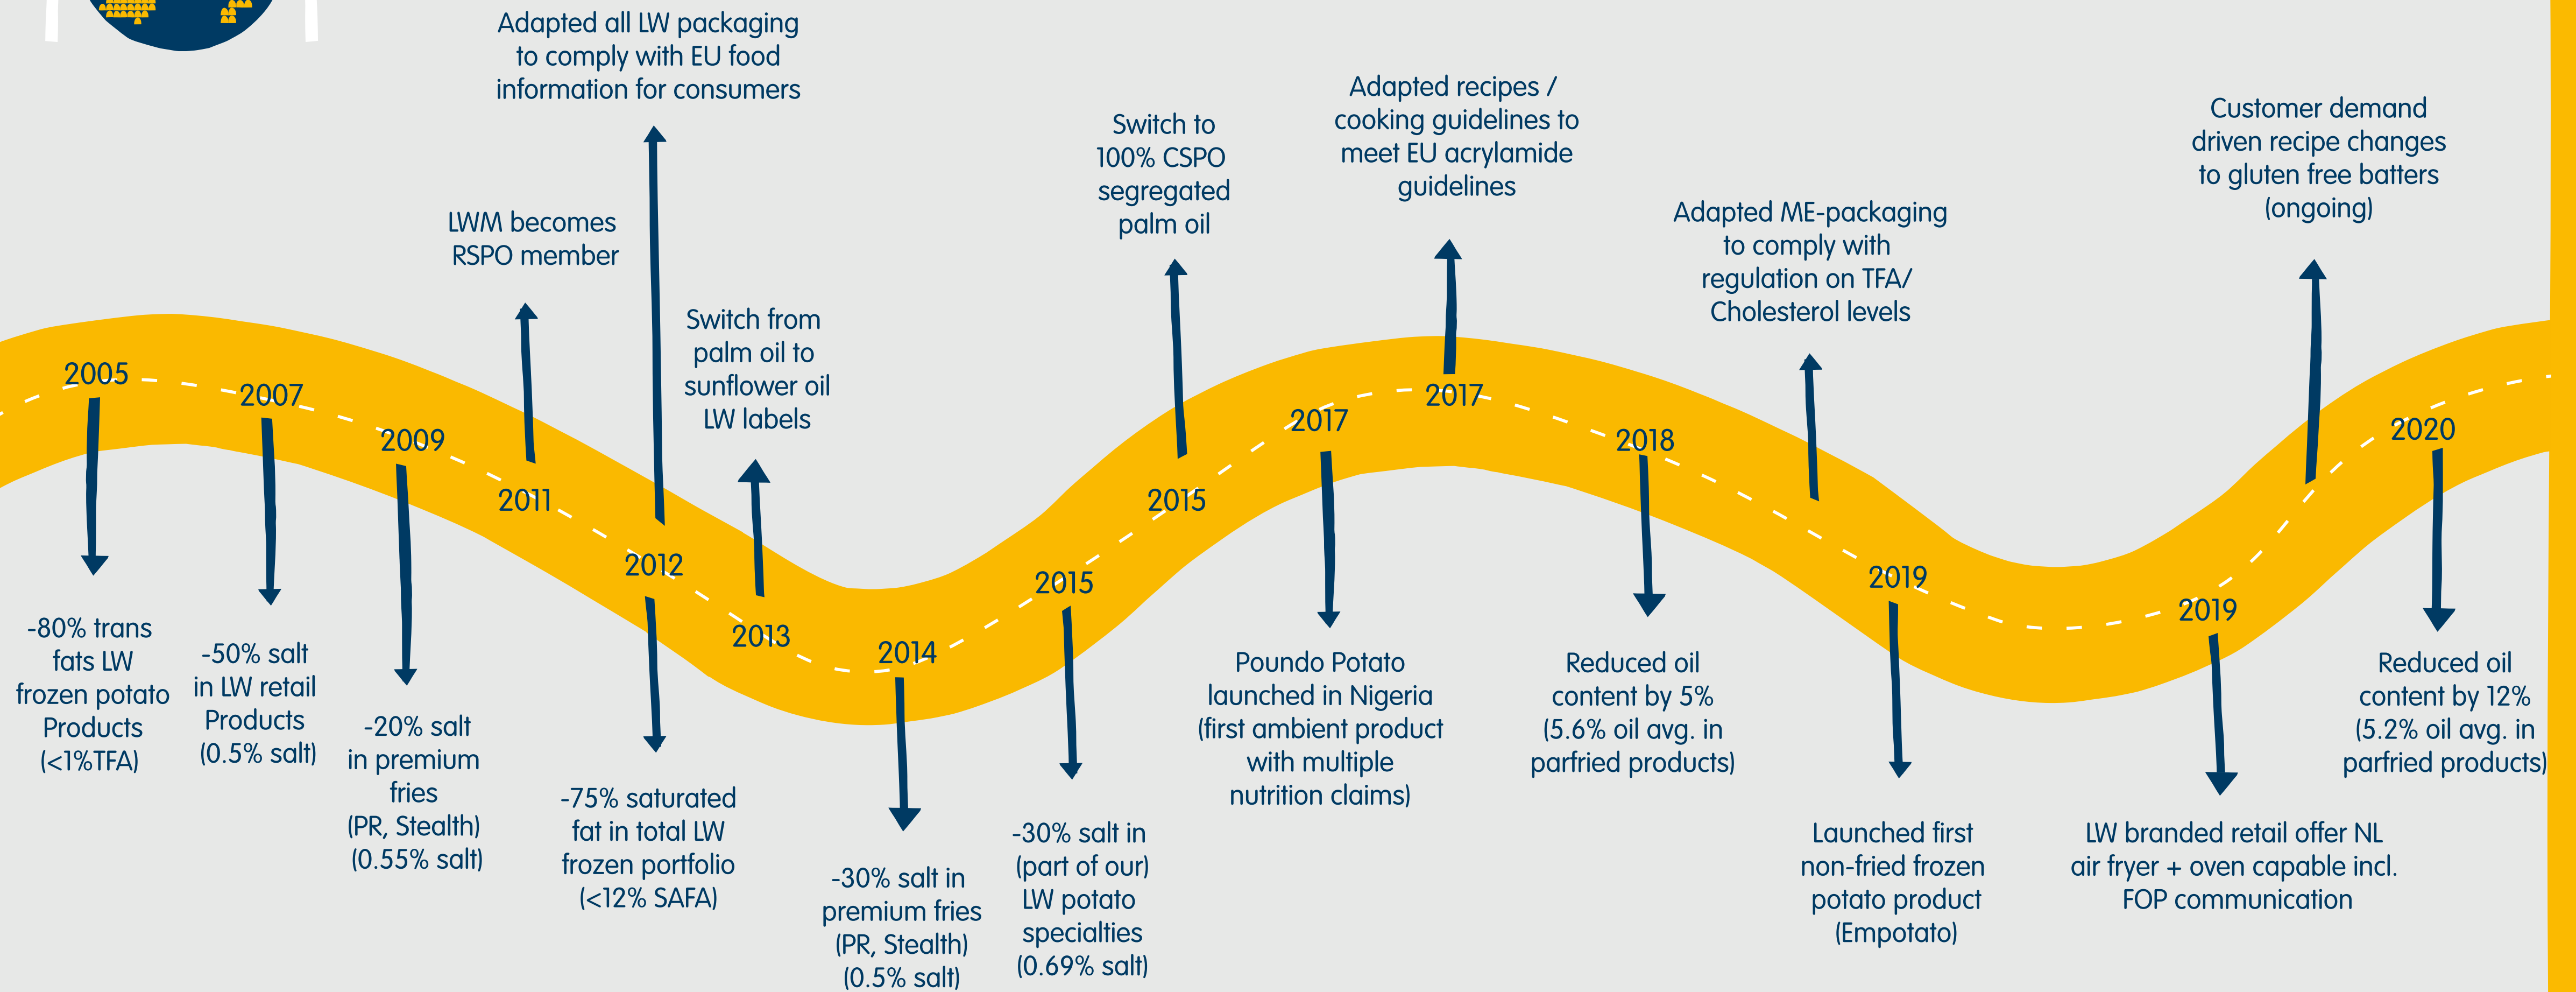 Adapted all LW packaging
to comply with EU food
information for consumers
LWM becomes
RSPO member
Switch from
palm oil to
sunflower oil
LW labels
Switch to
100% CSPO
segregated
palm oil
Adapted recipes /
cooking guidelines to
meet EU acrylamide
guidelines
Adapted ME-packaging
to comply with
regulation on TFA/
Cholesterol levels
Customer demand
driven recipe changes
to gluten free batters
(ongoing)
2005
2007
2009
2011
2012
2013
2014
2015
2015
2017
2017
2018
2019
2019
2020
-80% trans
fats LW
frozen potato
Products
(<1%TFA)
-50% salt
in LW retail
Products
(0.5% salt)
-20% salt
in premium
fries
(PR, Stealth)
(0.55% salt)
-75% saturated
fat in total LW
frozen portfolio
(<12% SAFA)
-30% salt in
premium fries
(PR, Stealth)
(0.5% salt)
-30% salt in
(part of our)
LW potato
specialties
(0.69% salt)
Poundo Potato
launched in Nigeria
(first ambient product
with multiple
nutrition claims)
Reduced oil
content by 5%
(5.6% oil avg. in
parfried products)
Launched first
non-fried frozen
potato product
(Empotato)
LW branded retail offer NL
air fryer + oven capable incl.
FOP communication
Reduced oil
content by 12%
(5.2% oil avg. in
parfried products)